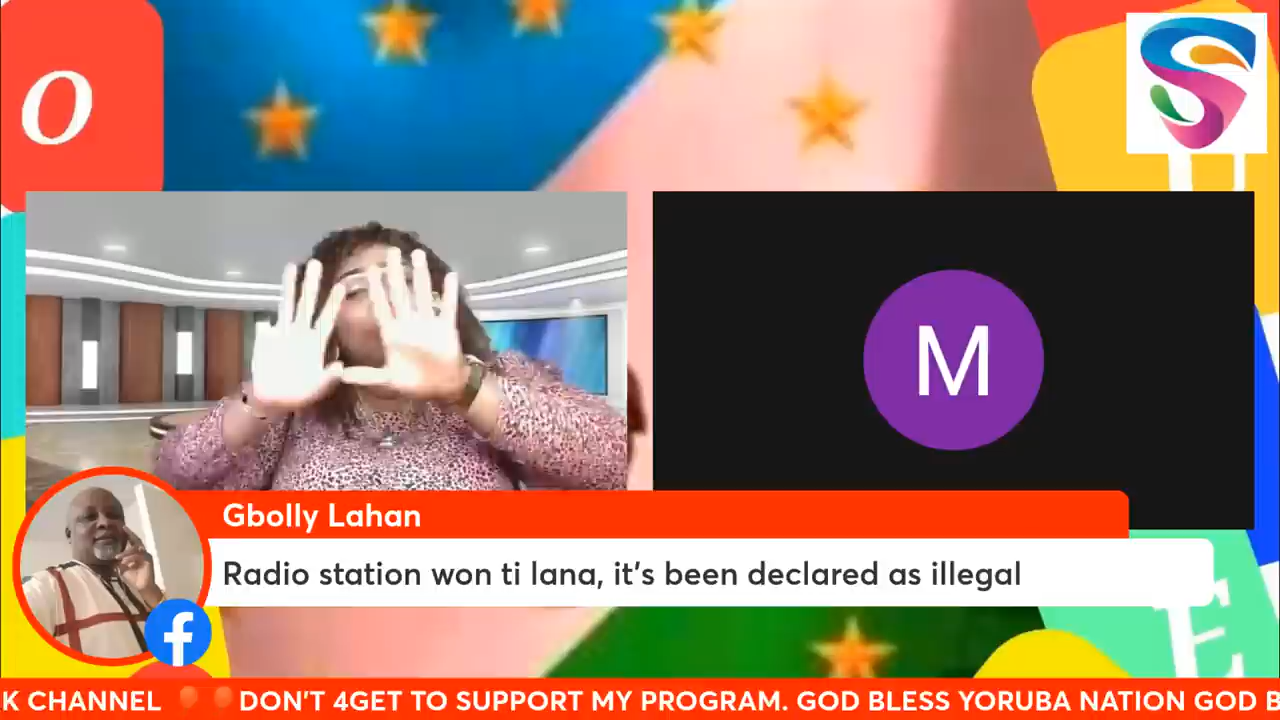 O
U
M
Gbolly Lahan
Radio station won ti lana, it's been declared as illegal
E
K CHANNEL DON'T 4GET TO SUPPORT MY PROGRAM. GOD BLESS YORUBA NATION GOD B